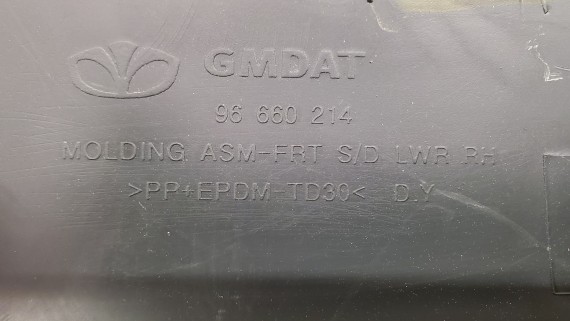 GMDAT
96 660 214
MOLDING ASM-FRT S/D LWR RH
>PP+EPDM-TD30< D.Y